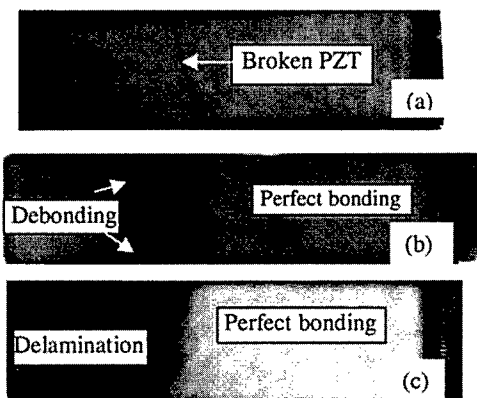 Broken PZT
(a)
Debonding
Perfect bonding
(b)
Perfect bonding
Delamination
(c)